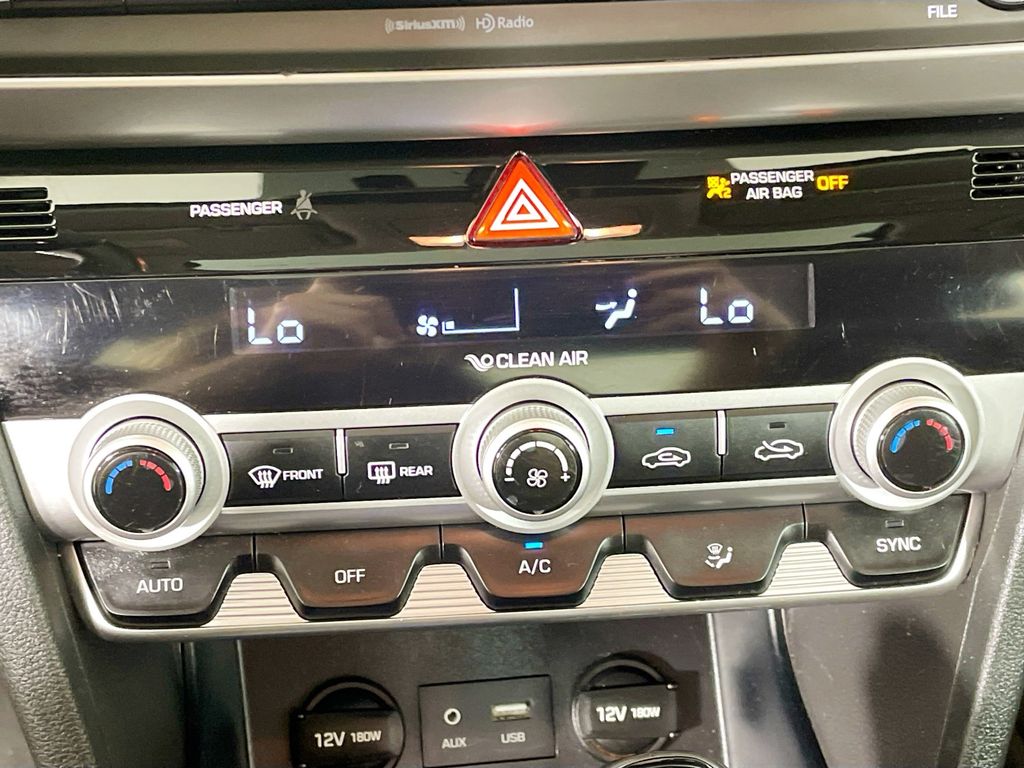 SiriusXM HD Radio
FILE
PASSENGER
PASSENGER
AIR BAG OFF
Lo
Lo
CLEAN AIR
FRONT
REAR
- +
AUTO
OFF
A/C
SYNC
12V 180W
AUX
USB
12V 180W